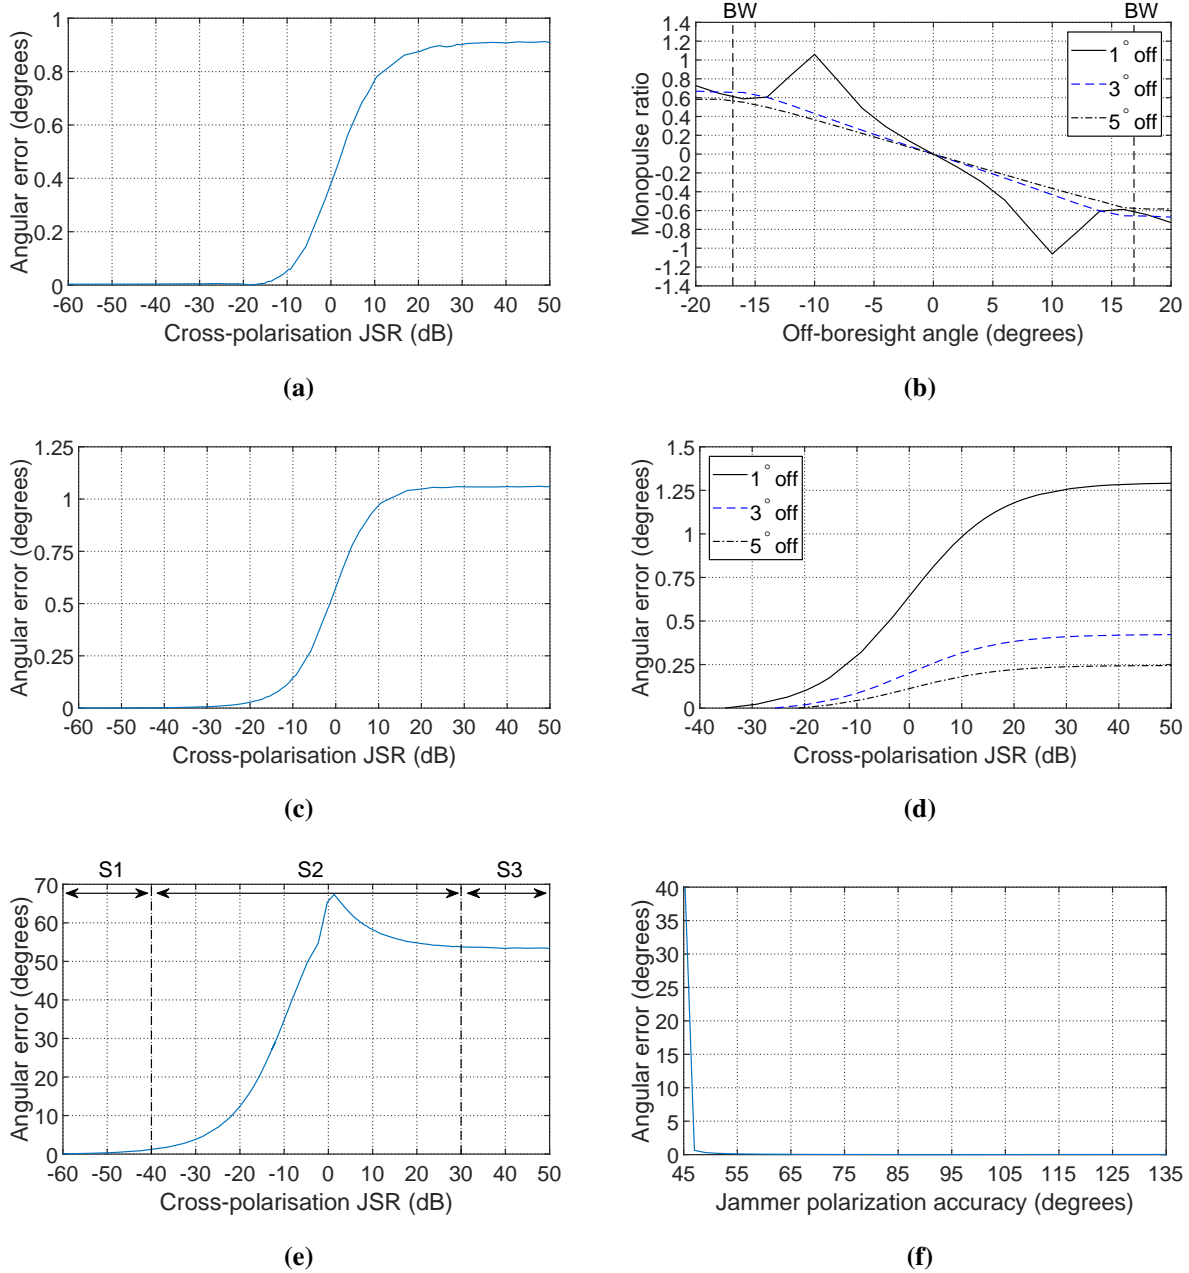 1
0.8
0.6
0.4
0.2
0
-60 -50 -40 -30 -20 -10 0 10 20 30 40 50
Angular error (degrees)
Cross-polarisation JSR (dB)
(a)
BW BW
1.4
1.2
1
0.8
0.6
0.4
0.2
0
-0.2
-0.4
-0.6
-0.8
-1
-1.2
-1.4
-20 -15 -10 -5 0 5 10 15 20
Monopulse ratio
Off-boresight angle (degrees)
1° off
3° off
5° off
(b)
1.25
1
0.75
0.5
0.25
0
-60 -50 -40 -30 -20 -10 0 10 20 30 40 50
Angular error (degrees)
Cross-polarisation JSR (dB)
(c)
1.5
1.25
1
0.75
0.5
0.25
0
-40 -30 -20 -10 0 10 20 30 40 50
Angular error (degrees)
Cross-polarisation JSR (dB)
1° off
3° off
5° off
(d)
S1 S2 S3
70
60
50
40
30
20
10
0
-60 -50 -40 -30 -20 -10 0 10 20 30 40 50
Angular error (degrees)
Cross-polarisation JSR (dB)
(e)
40
35
30
25
20
15
10
5
0
45 55 65 75 85 95 105 115 125 135
Angular error (degrees)
Jammer polarization accuracy (degrees)
(f)